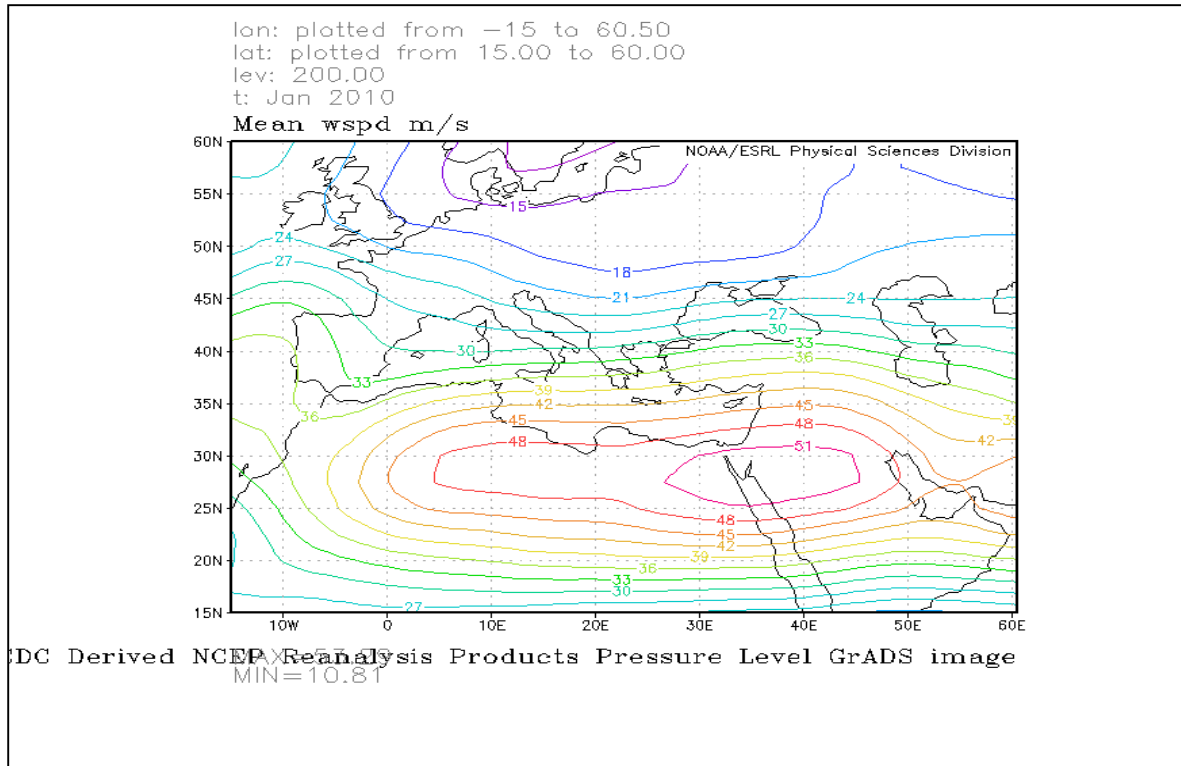 lon: plotted from −15 to 60.50
lat: plotted from 15.00 to 60.00
lev: 200.00
t: Jan 2010
Mean wspd m/s
NOAA/ESRL Physical Sciences Division
60N
55N
50N
45N
40N
35N
30N
25N
20N
15N
15
24
27
18
21
24
27
30
30
33
33
36
36
39
42
45
45
48
42
48
51
48
45
42
39
36
33
30
27
10W 0 10E 20E 30E 40E 50E 60E
CDC Derived NCEP Reanalysis Products Pressure Level GrADS image
MIN=10.81